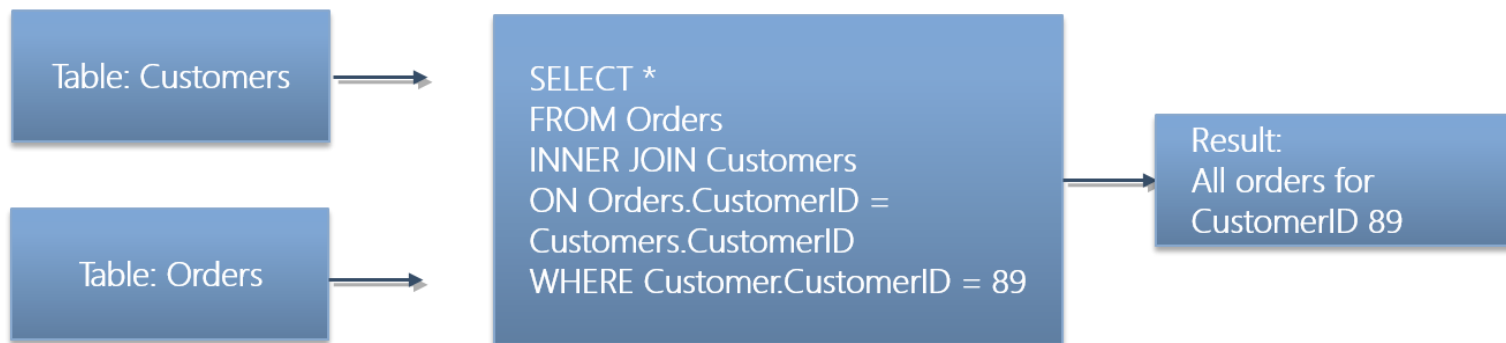 Table: Customers
Table: Orders
SELECT *
FROM Orders
INNER JOIN Customers
ON Orders.CustomerID =
Customers.CustomerID
WHERE Customer.CustomerID = 89
Result:
All orders for
CustomerID 89